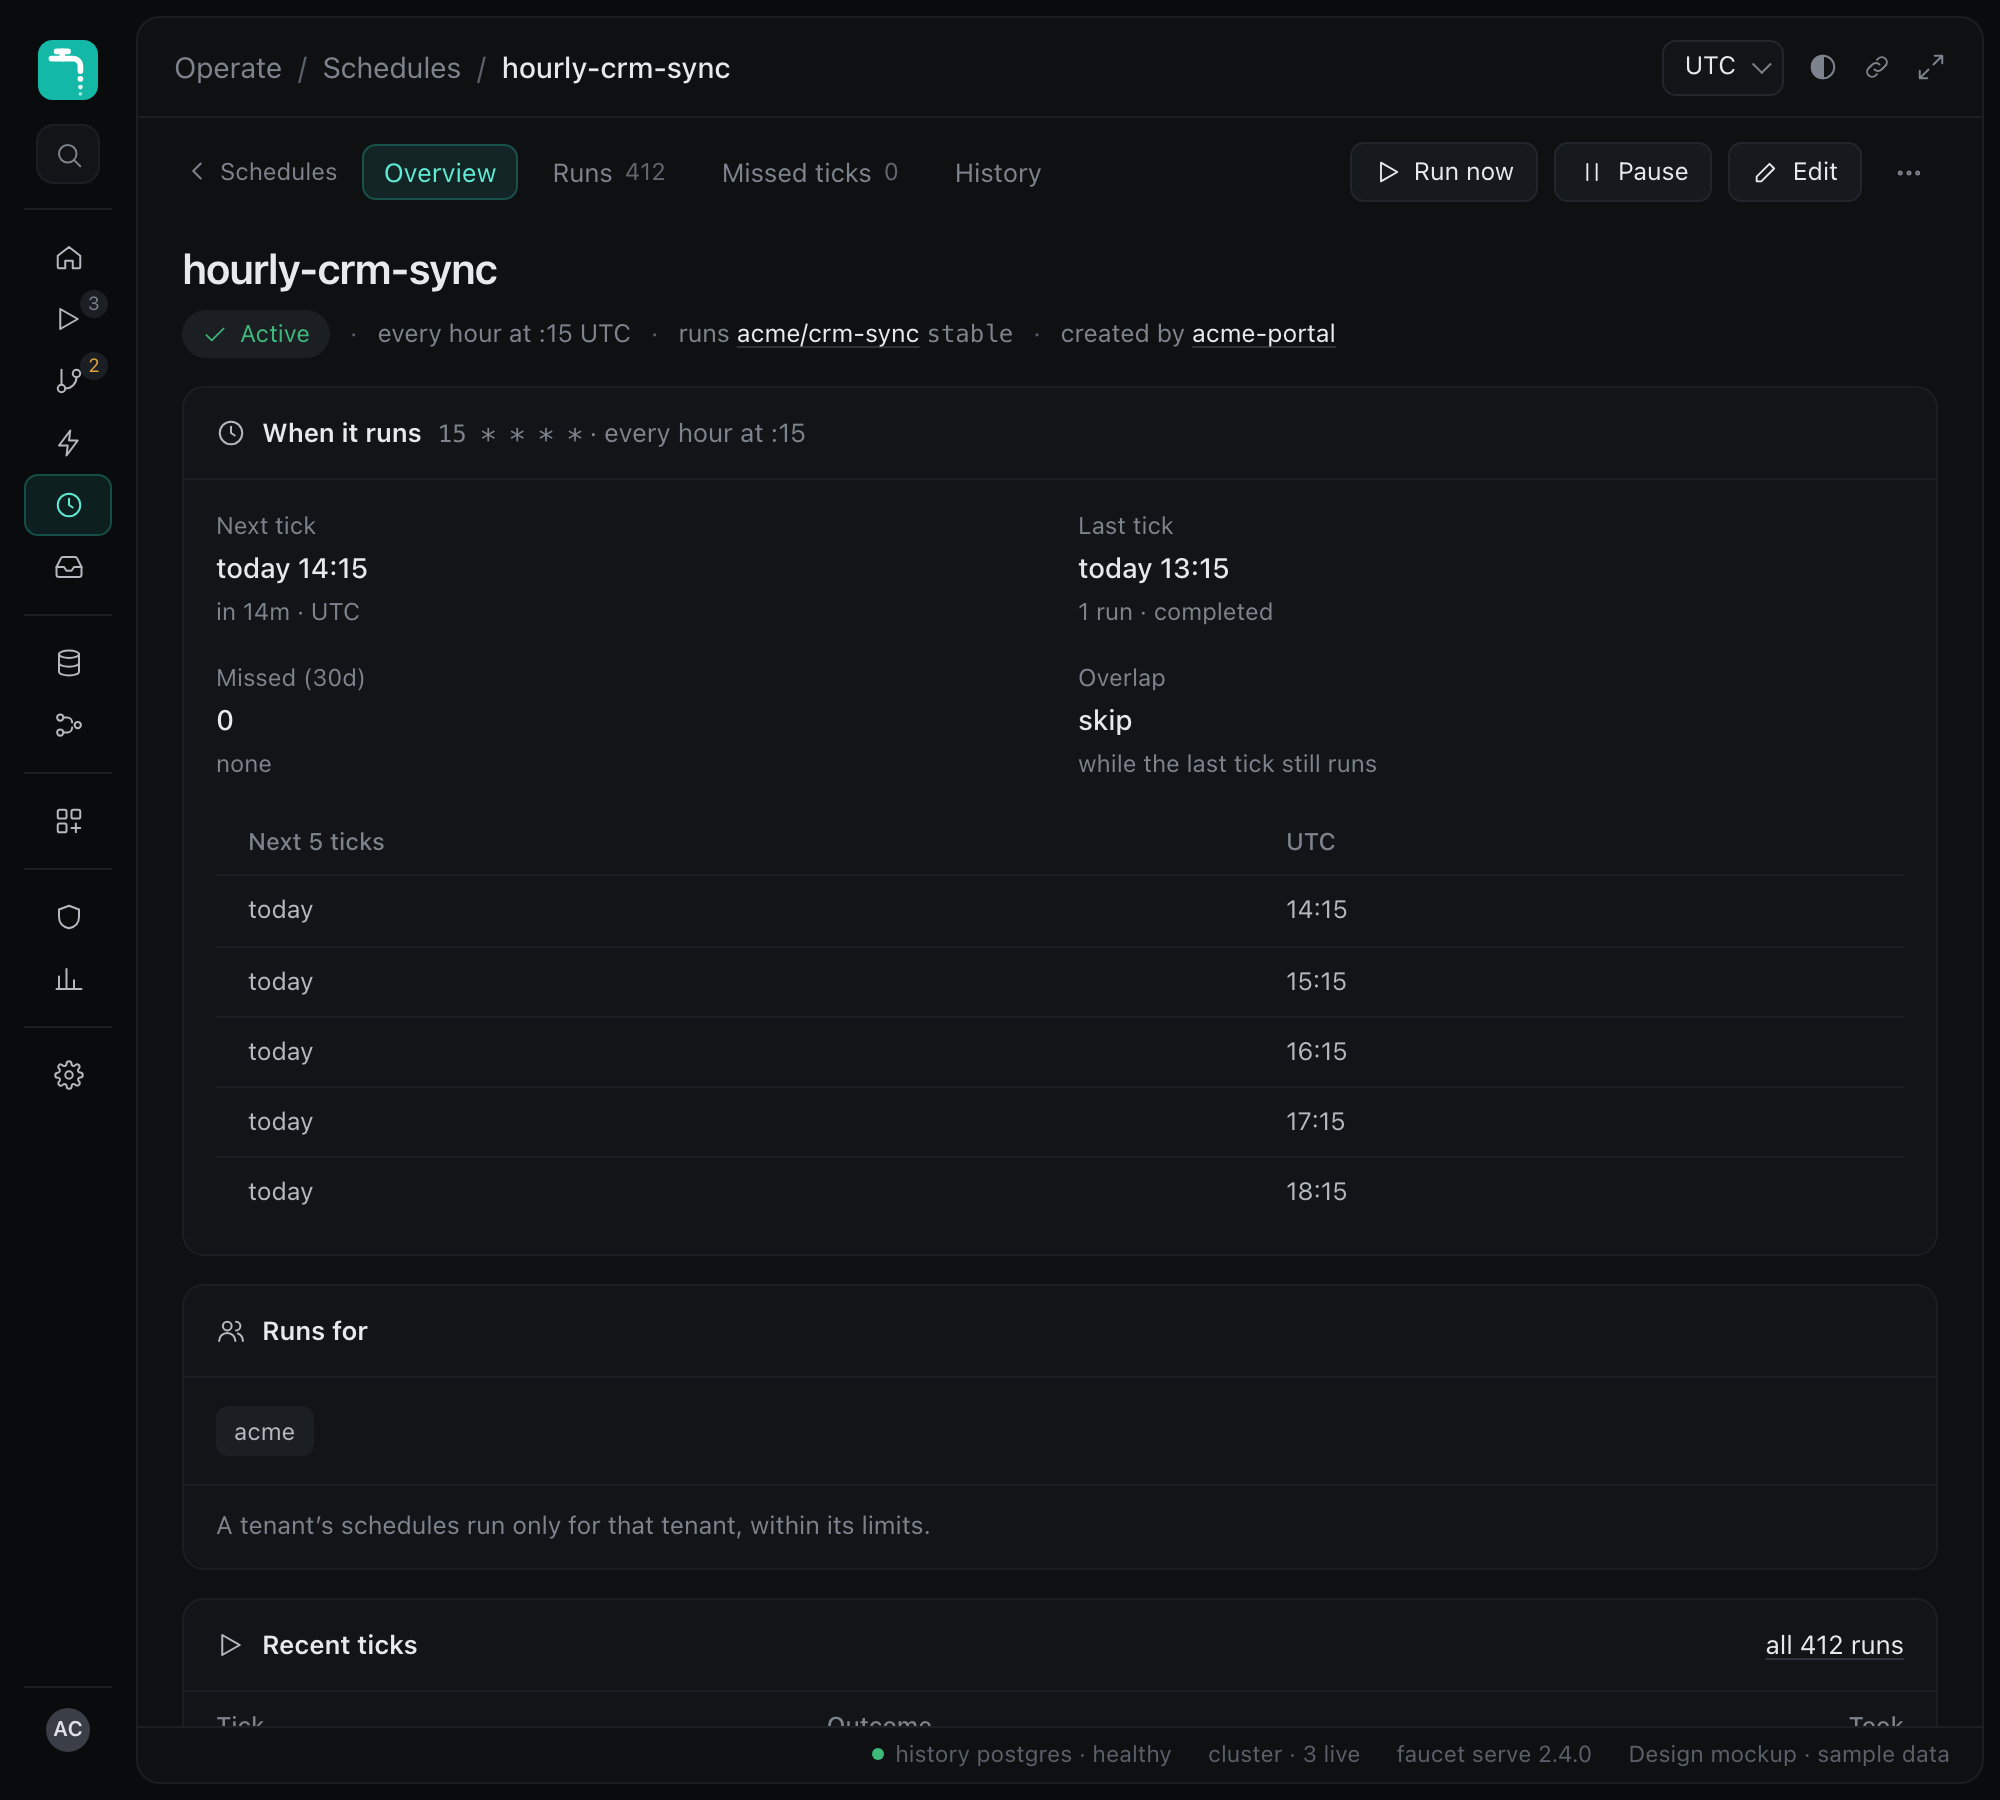 Operate / Schedules / hourly-crm-sync
UTC
Schedules
Overview
Runs 412
Missed ticks 0
History
Run now
Pause
Edit
3
2
hourly-crm-sync
Active · every hour at :15 UTC · runs acme/crm-sync stable · created by acme-portal
When it runs 15 * * * * · every hour at :15
Next tick
today 14:15
in 14m · UTC
Last tick
today 13:15
1 run · completed
Missed (30d)
0
none
Overlap
skip
while the last tick still runs
Next 5 ticks UTC
today 14:15
today 15:15
today 16:15
today 17:15
today 18:15
Runs for
acme
A tenant’s schedules run only for that tenant, within its limits.
Recent ticks
all 412 runs
Tick Outcome Took
AC
history postgres · healthy
cluster · 3 live
faucet serve 2.4.0
Design mockup · sample data